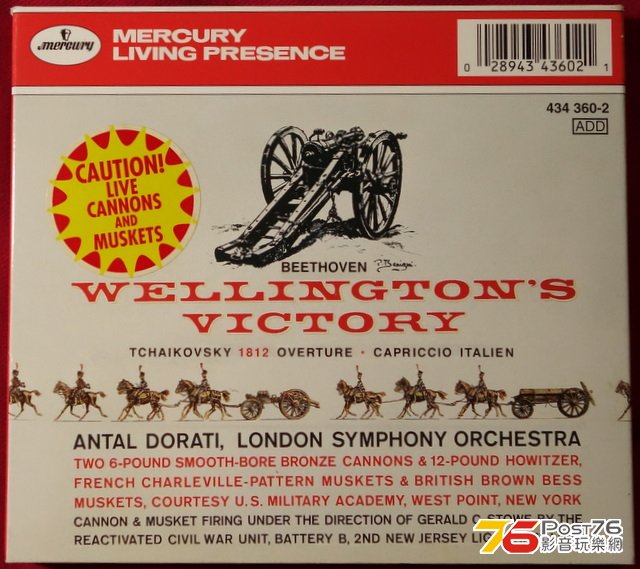 mercury
MERCURY
LIVING PRESENCE
0 28943 43602 1
434 360-2
ADD
CAUTION!
LIVE
CANNONS
AND
MUSKETS
BEETHOVEN
WELLINGTON'S
VICTORY
TCHAIKOVSKY 1812 OVERTURE · CAPRICCIO ITALIEN
ANTAL DORATI, LONDON SYMPHONY ORCHESTRA
TWO 6-POUND SMOOTH-BORE BRONZE CANNONS & 12-POUND HOWITZER,
FRENCH CHARLEVILLE-PATTERN MUSKETS & BRITISH BROWN BESS
MUSKETS, COURTESY U.S. MILITARY ACADEMY, WEST POINT, NEW YORK
CANNON & MUSKET FIRING UNDER THE DIRECTION OF GERALD C. STOWE BY THE
REACTIVATED CIVIL WAR UNIT, BATTERY B, 2ND NEW JERSEY
76 Post76
影音玩樂網